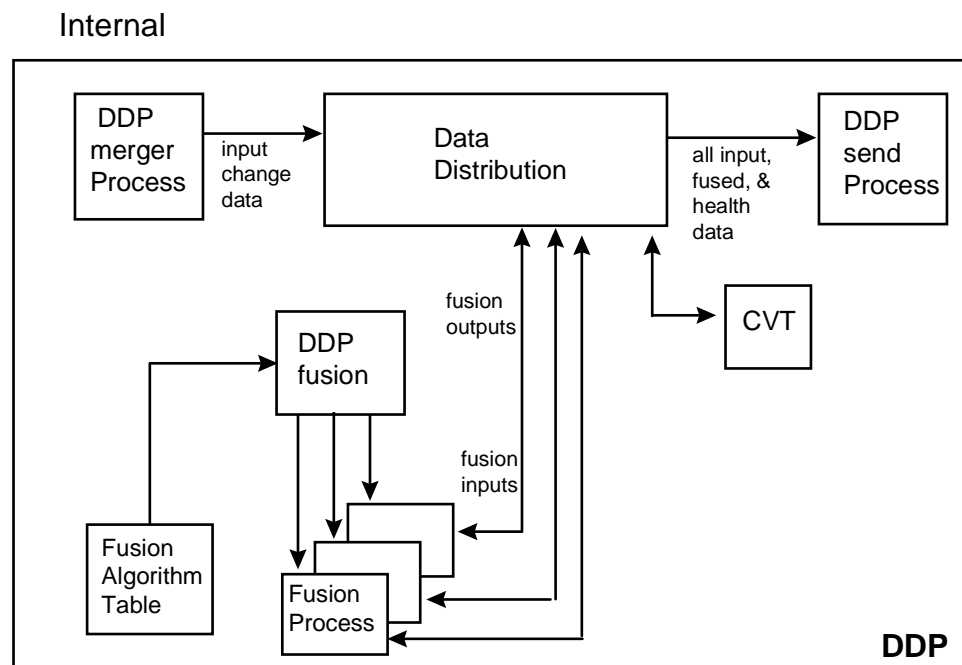 Internal
DDP
merger
Process
input
change
data
Data
Distribution
all input,
fused, &
health
data
DDP
send
Process
fusion
outputs
CVT
DDP
fusion
fusion
inputs
Fusion
Algorithm
Table
Fusion
Process
DDP